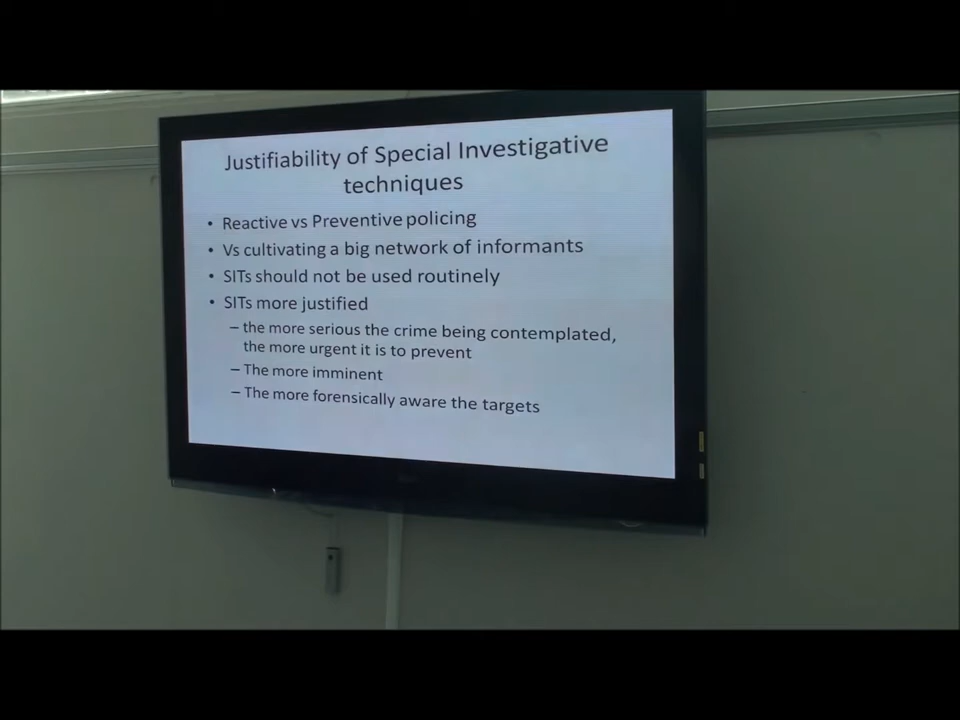 Justifiability of Special Investigative
techniques
• Reactive vs Preventive policing
• Vs cultivating a big network of informants
• SITs should not be used routinely
• SITs more justified
– the more serious the crime being contemplated,
the more urgent it is to prevent
– The more imminent
– The more forensically aware the targets